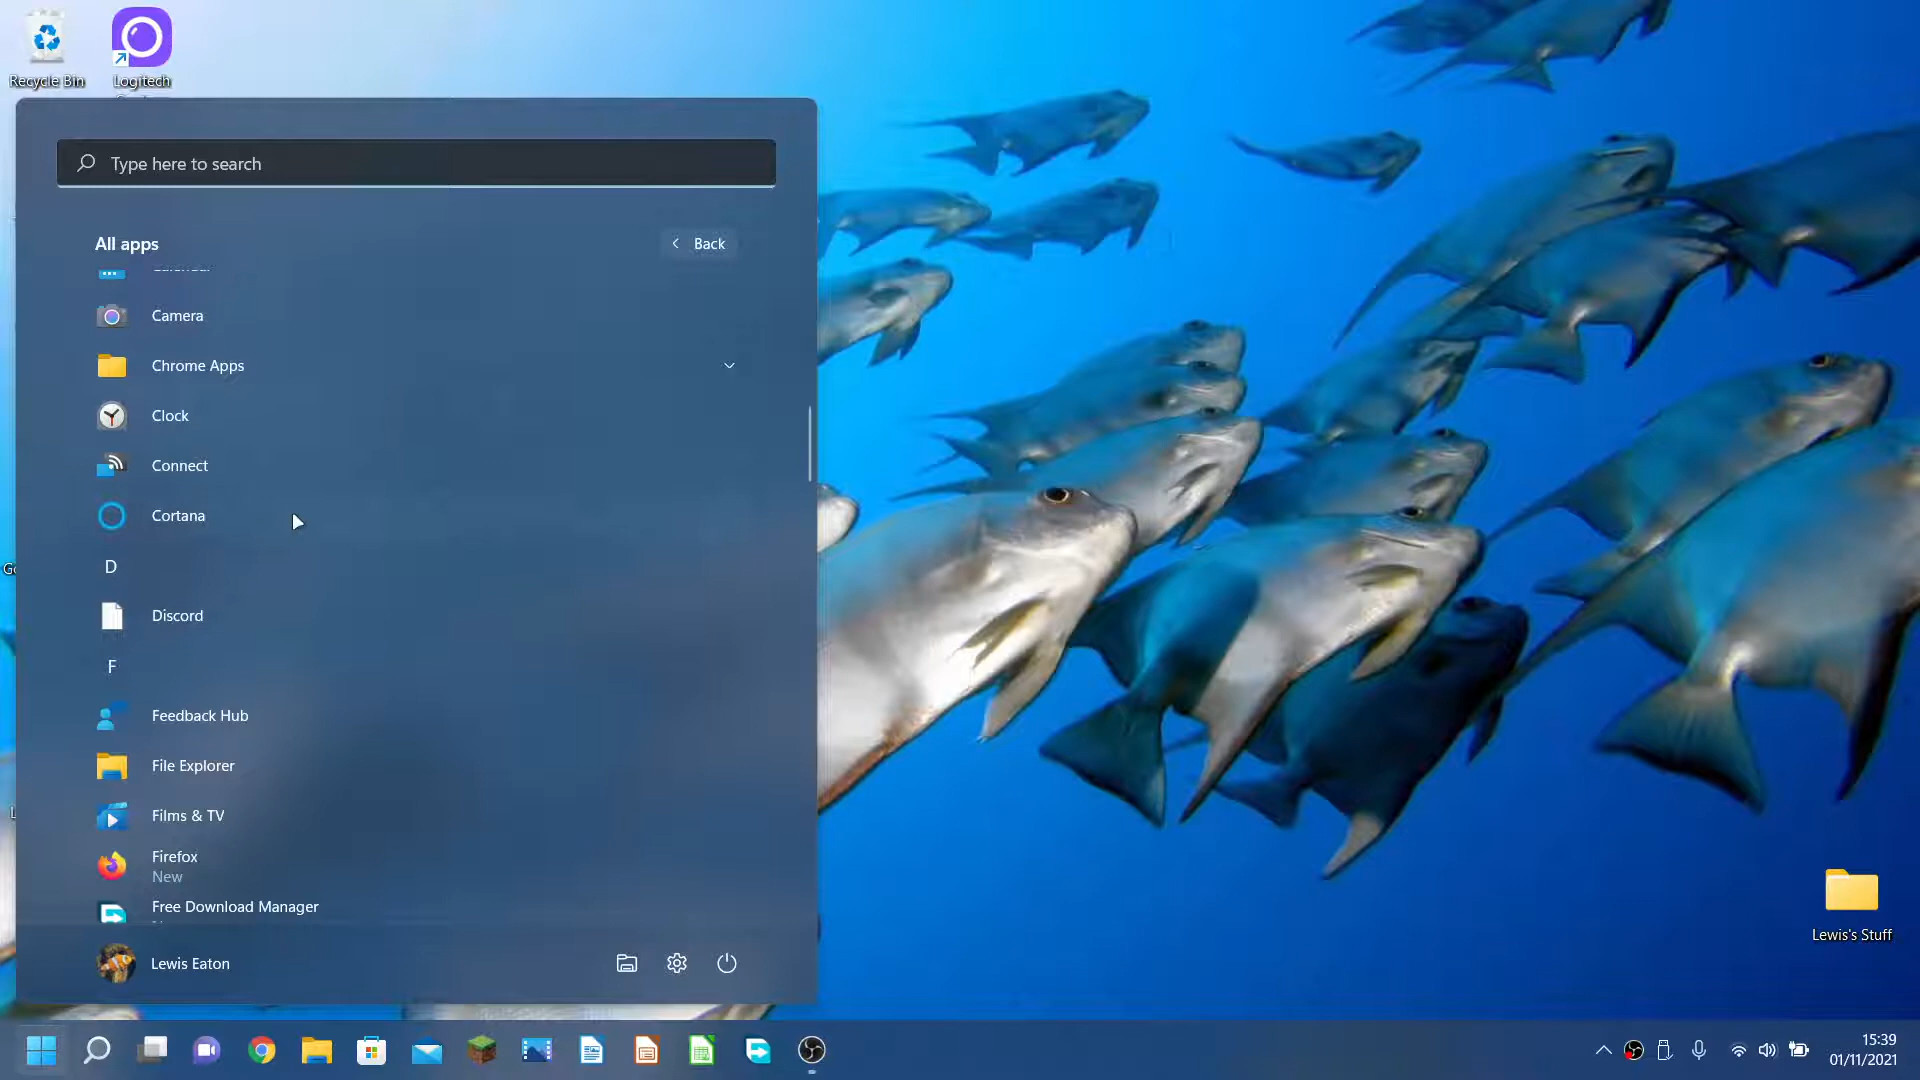 Recycle Bin
Logitech
Type here to search
All apps
Back
Calendar
Camera
Chrome Apps
Clock
Connect
Cortana
D
Discord
F
Feedback Hub
File Explorer
Films & TV
Firefox
New
Free Download Manager
Lewis Eaton
Lewis's Stuff
15:39
01/11/2021